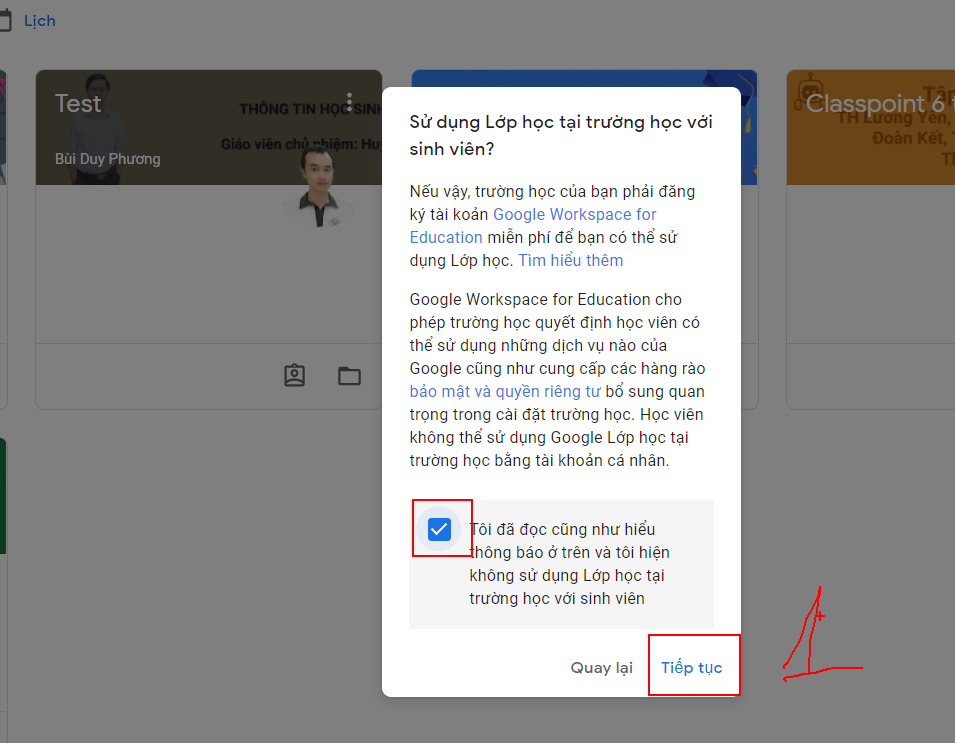 Lịch
Test
THÔNG TIN HỌC SINH
Giáo viên chủ nhiệm:
Bùi Duy Phương
Classpoint 6
TH Lương Yên,
Đoàn Kết,
Sử dụng Lớp học tại trường học với
sinh viên?
Nếu vậy, trường học của bạn phải đăng
ký tài koản Google Workspace for
Education miễn phí để bạn có thể sử
dụng Lớp học. Tìm hiểu thêm
Google Workspace for Education cho
phép trường học quyết định học viên có
thể sử dụng những dịch vụ nào của
Google cũng như cung cấp các hàng rào
bảo mật và quyền riêng tư bổ sung quan
trọng trong cài đặt trường học. Học viên
không thể sử dụng Google Lớp học tại
trường học bằng tài khoản cá nhân.
Tôi đã đọc cũng như hiểu
thông báo ở trên và tôi hiện
không sử dụng Lớp học tại
trường học với sinh viên
Quay lại
Tiếp tục